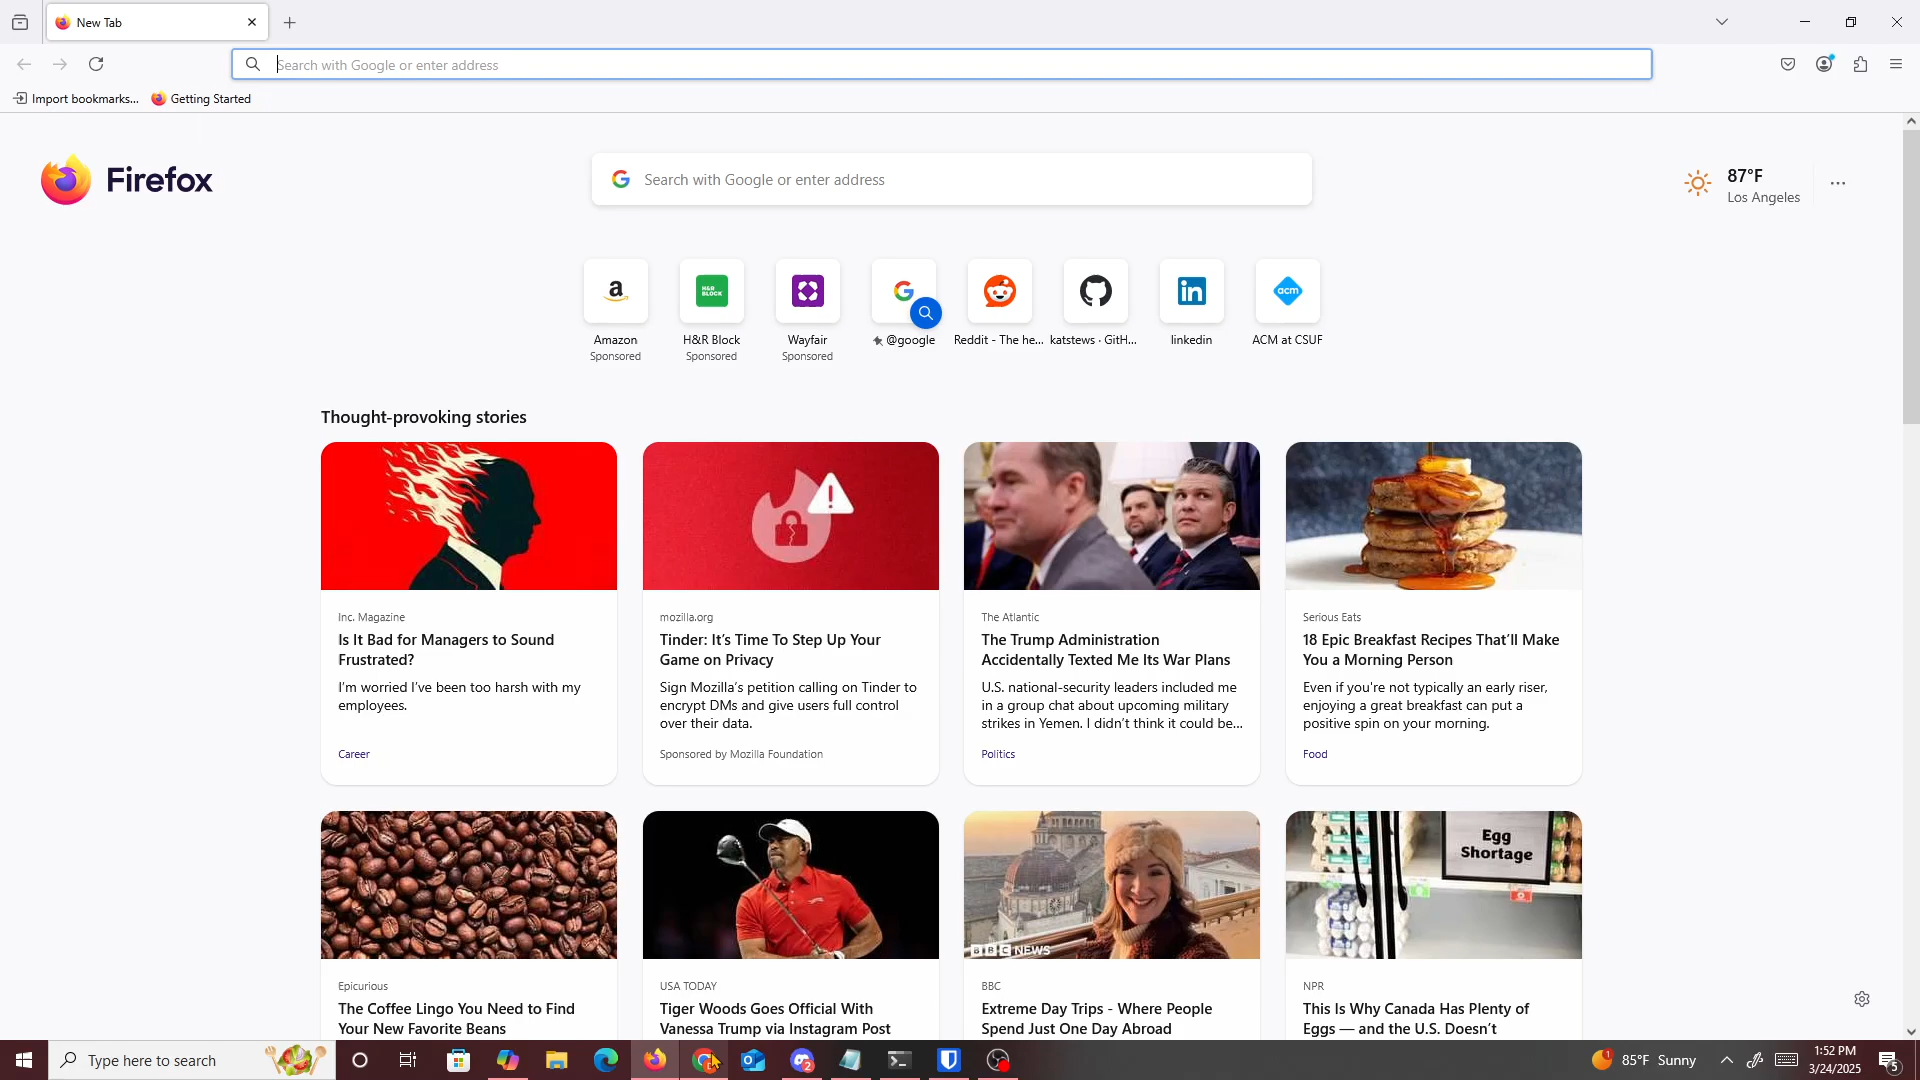 New Tab
Search with Google or enter address
Import bookmarks...
Getting Started
Firefox
Search with Google or enter address
87°F
Los Angeles
a
Amazon
Sponsored
H&R BLOCK
H&R Block
Sponsored
Wayfair
Sponsored
@google
Reddit - The he...
katstews · GitH...
in
linkedin
acm
ACM at CSUF
Thought-provoking stories
Inc. Magazine
Is It Bad for Managers to Sound
Frustrated?
I'm worried I've been too harsh with my
employees.
Career
mozilla.org
Tinder: It's Time To Step Up Your
Game on Privacy
Sign Mozilla's petition calling on Tinder to
encrypt DMs and give users full control
over their data.
Sponsored by Mozilla Foundation
The Atlantic
The Trump Administration
Accidentally Texted Me Its War Plans
U.S. national-security leaders included me
in a group chat about upcoming military
strikes in Yemen. I didn't think it could be...
Politics
Serious Eats
18 Epic Breakfast Recipes That'll Make
You a Morning Person
Even if you're not typically an early riser,
enjoying a great breakfast can put a
positive spin on your morning.
Food
Epicurious
The Coffee Lingo You Need to Find
Your New Favorite Beans
USA TODAY
Tiger Woods Goes Official With
Vanessa Trump via Instagram Post
BBC NEWS
BBC
Extreme Day Trips - Where People
Spend Just One Day Abroad
Egg
Shortage
NPR
This Is Why Canada Has Plenty of
Eggs — and the U.S. Doesn't
Type here to search
2
1
85°F Sunny
1:52 PM
3/24/2025
5